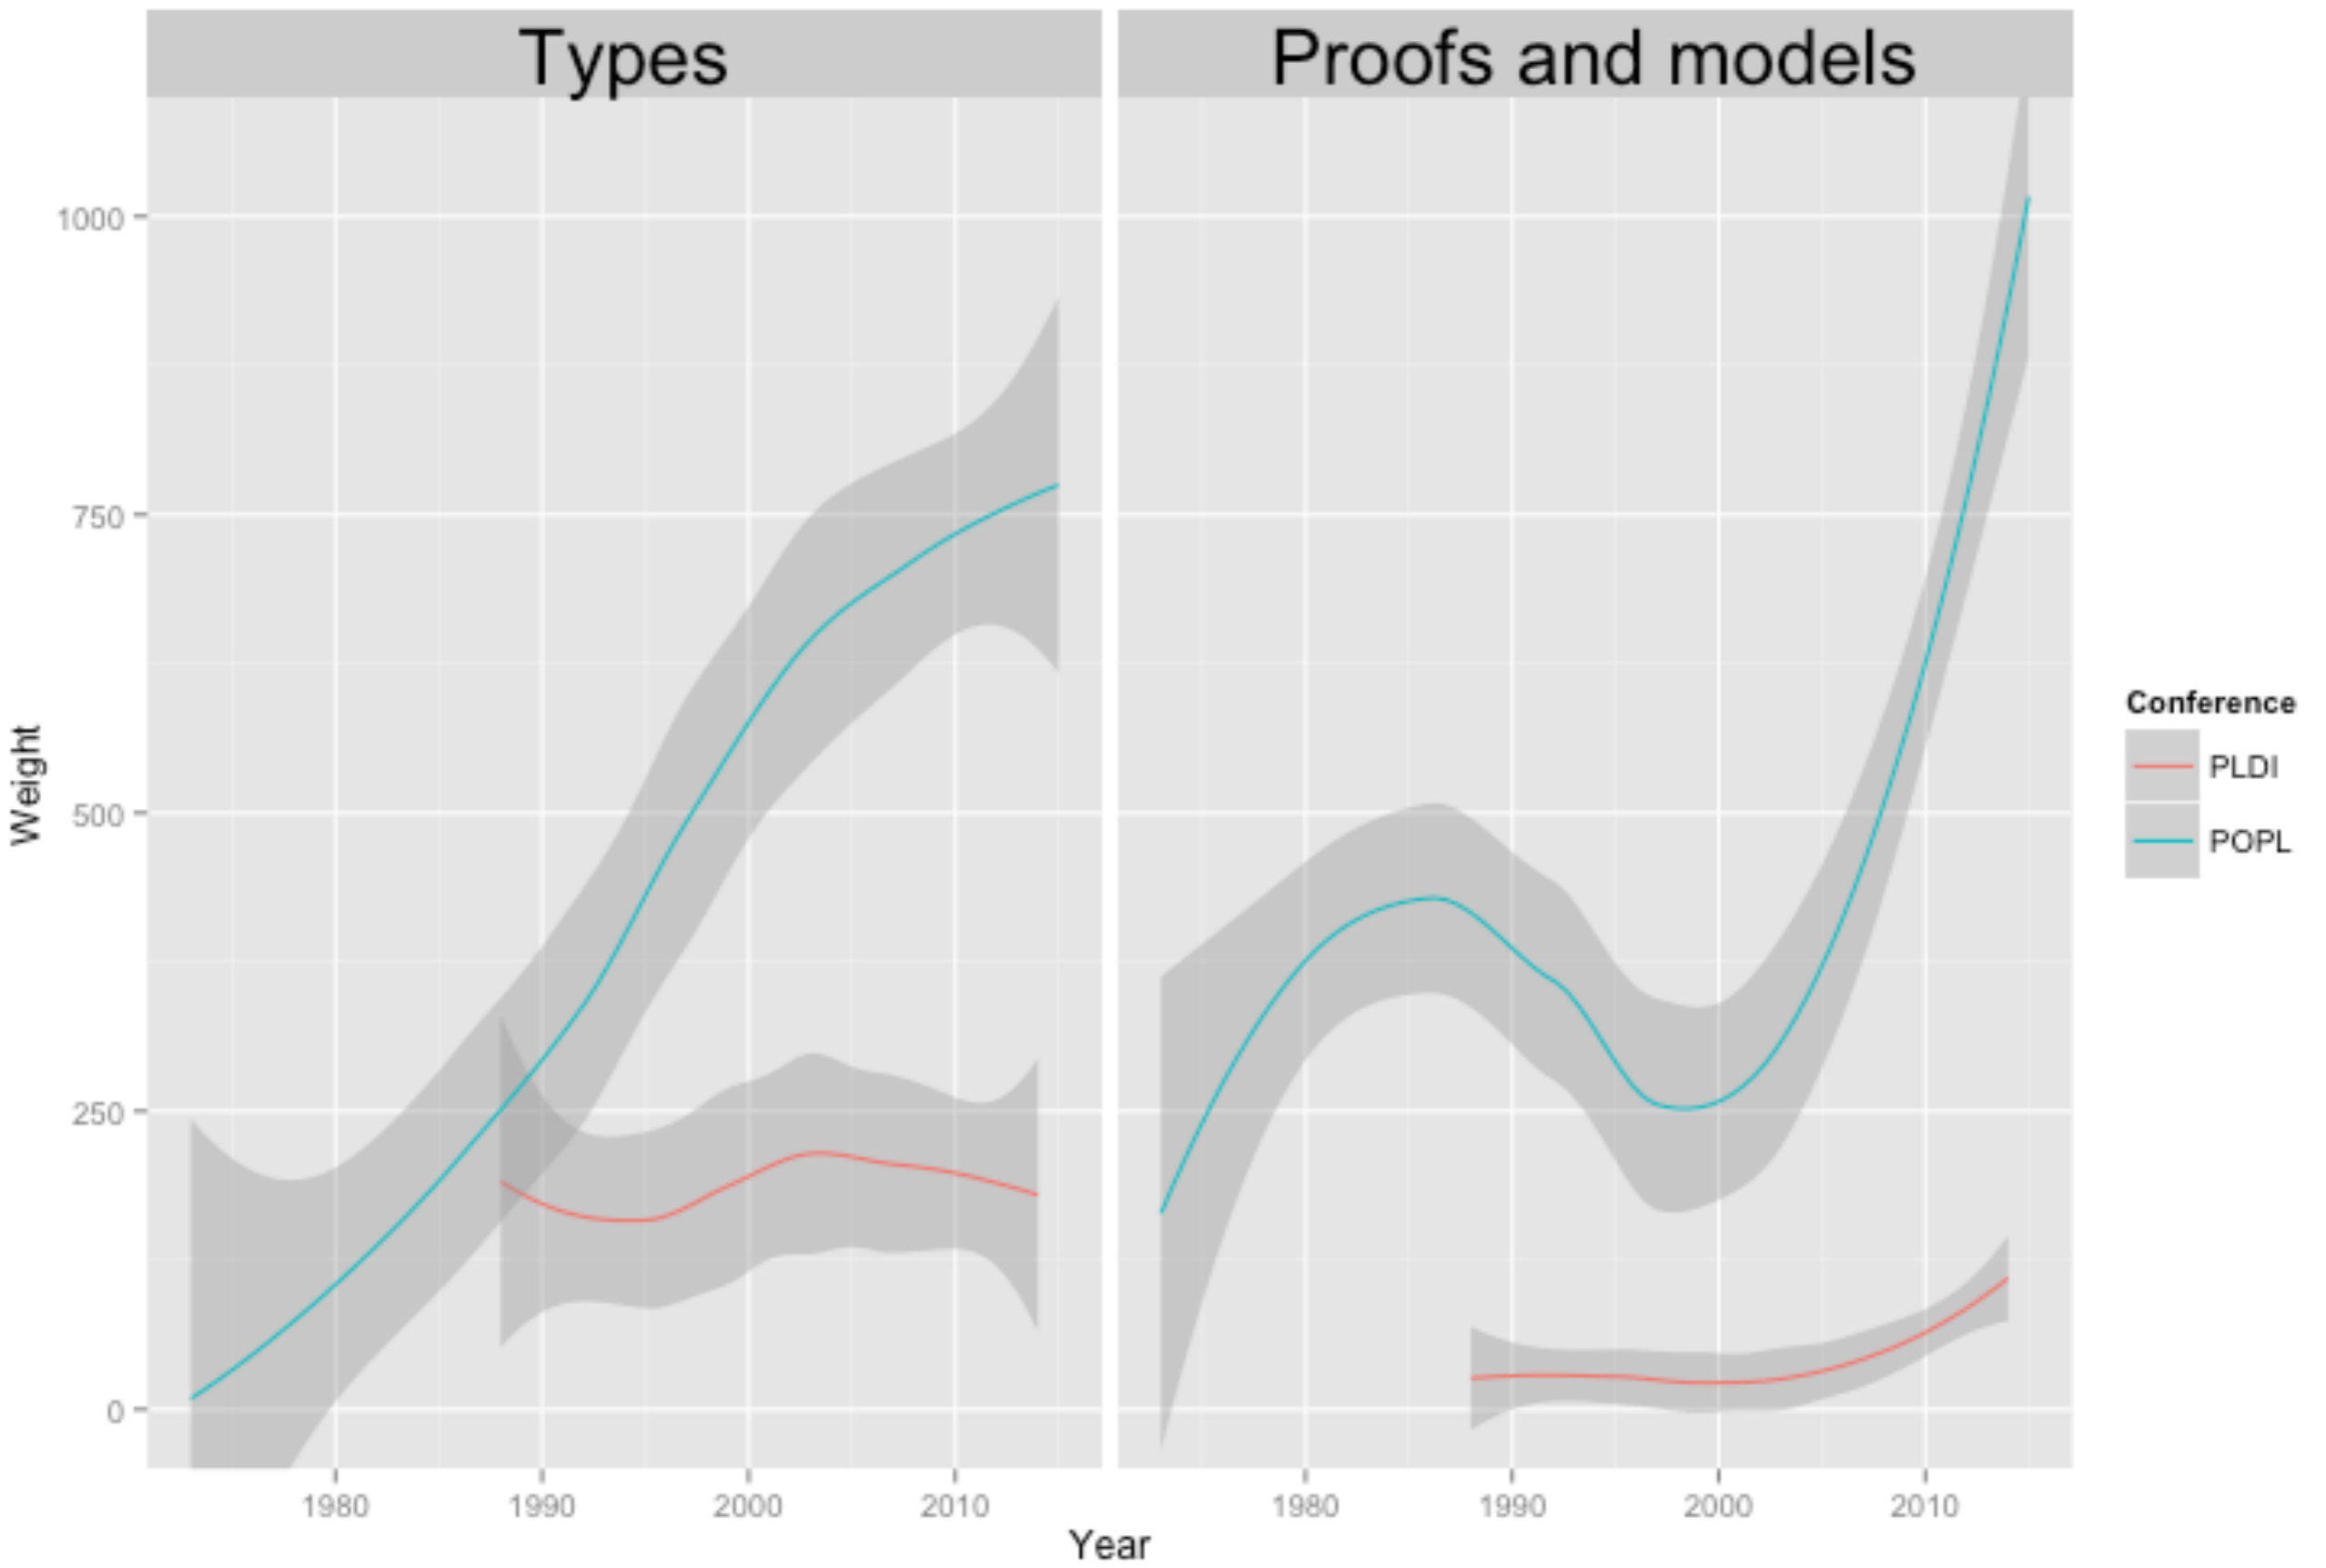 Types
Proofs and models
1000
750
500
250
0
Weight
1980 1990 2000 2010
1980 1990 2000 2010
Year
Conference
PLDI
POPL